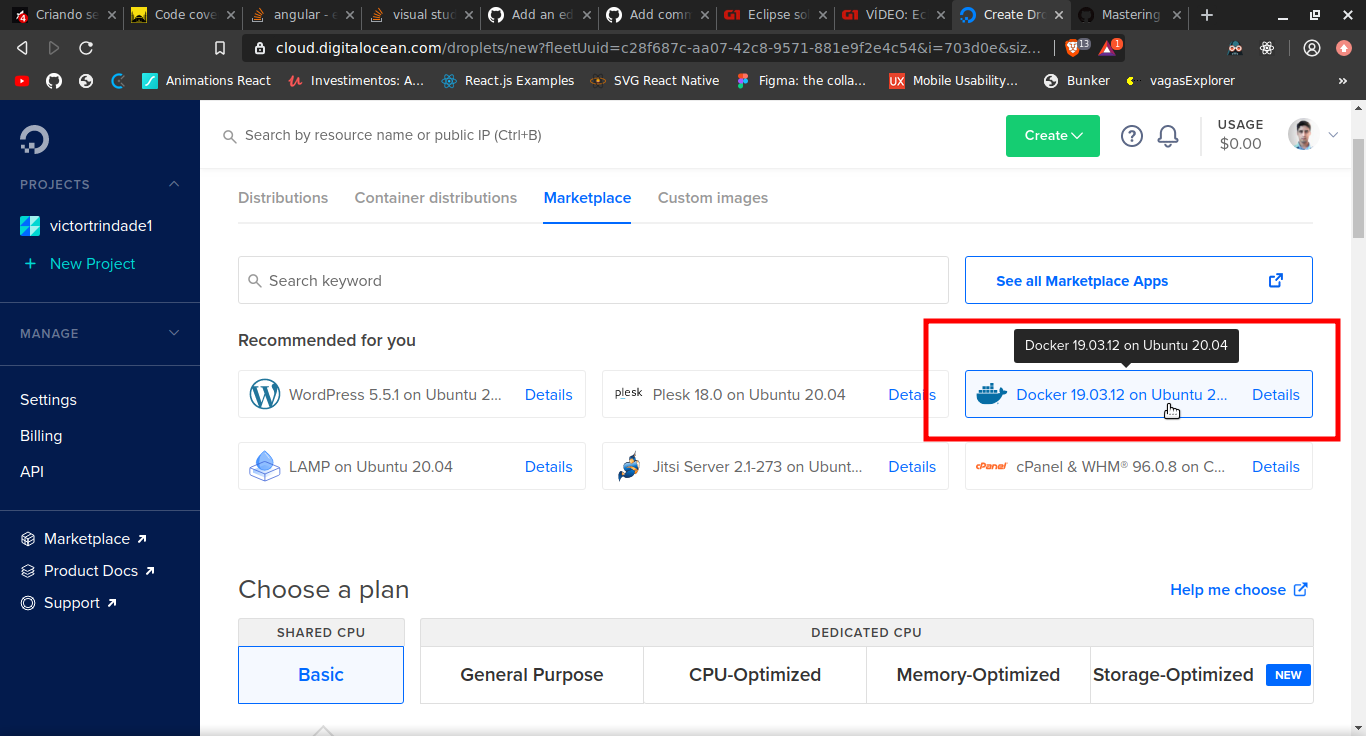 Criando se
Code cove
angular - e
visual stud
Add an ed
Add comm
Eclipse sol
VÍDEO: Ec
Create Dro
Mastering
cloud.digitalocean.com/droplets/new?fleetUuid=c28f687c-aa07-42c8-9571-881e9f2e4c54&i=703d0e&siz...
13
1
Animations React
Investimentos: A...
React.js Examples
SVG React Native
Figma: the colla...
UX
Mobile Usability...
Bunker
vagasExplorer
»
Search by resource name or public IP (Ctrl+B)
Create
?
USAGE
$0.00
PROJECTS
victortrindade1
+ New Project
MANAGE
Settings
Billing
API
Marketplace
Product Docs
Support
Distributions
Container distributions
Marketplace
Custom images
Search keyword
See all Marketplace Apps
Recommended for you
Docker 19.03.12 on Ubuntu 20.04
WordPress 5.5.1 on Ubuntu 2... Details
plesk Plesk 18.0 on Ubuntu 20.04 Details
Docker 19.03.12 on Ubuntu 2... Details
LAMP on Ubuntu 20.04 Details
Jitsi Server 2.1-273 on Ubunt... Details
cPanel cPanel & WHM® 96.0.8 on C... Details
Choose a plan
Help me choose
SHARED CPU
DEDICATED CPU
Basic
General Purpose
CPU-Optimized
Memory-Optimized
Storage-Optimized NEW